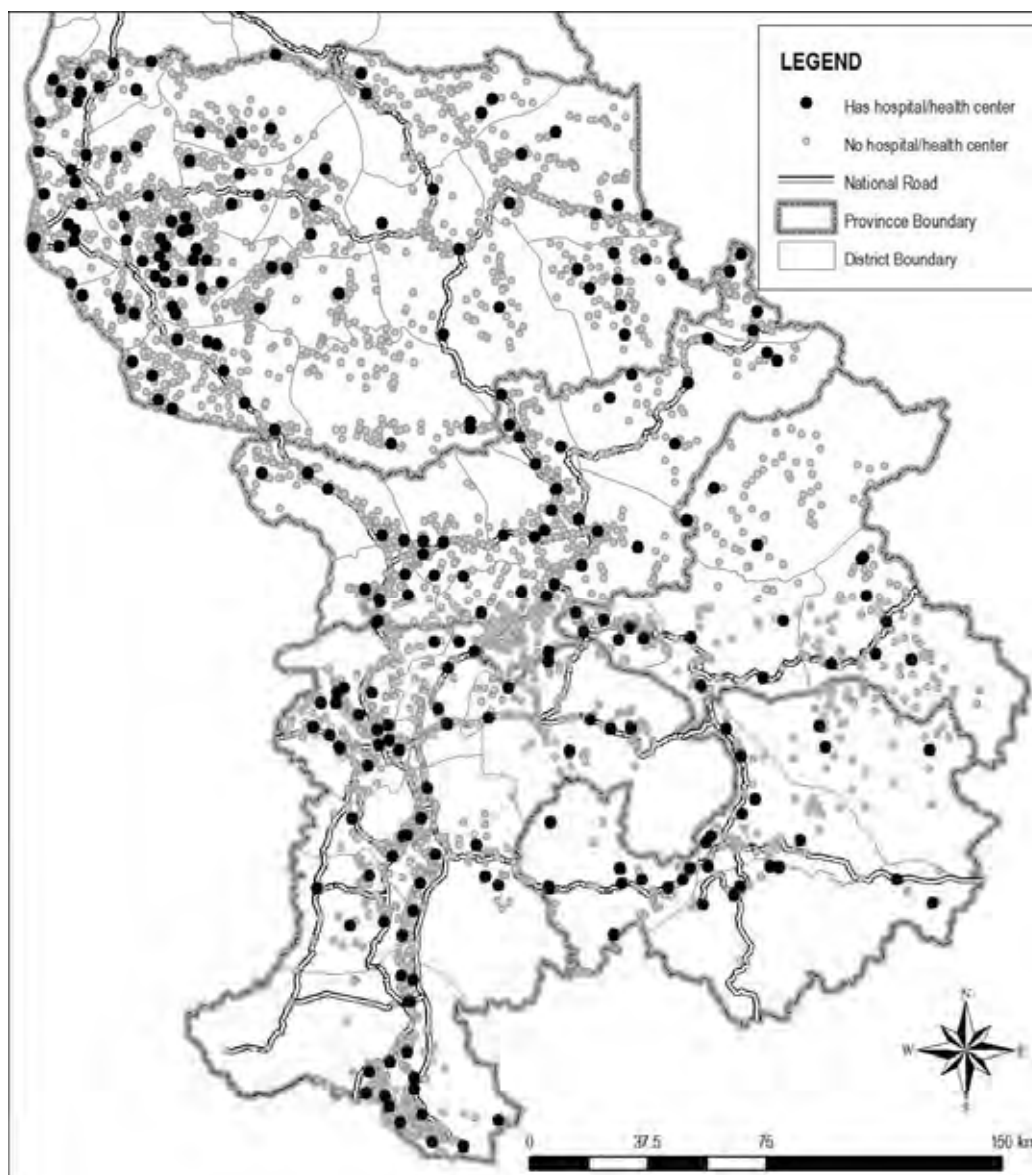 LEGEND
Has hospital/health center
No hospital/health center
National Road
Provincce Boundary
District Boundary
N
W E
S
0 37.5 75 150 km